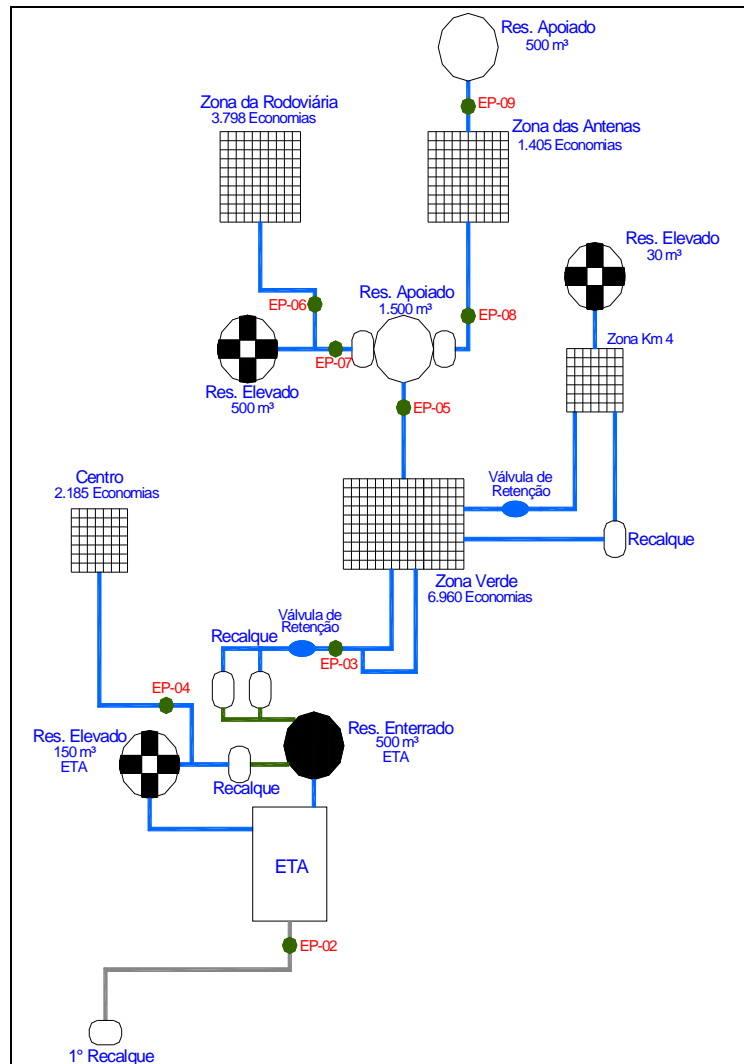 Res. Apoiado
500 m³
EP-09
Zona da Rodoviária
3.798 Economias
Zona das Antenas
1.405 Economias
Res. Elevado
30 m³
EP-06
Res. Apoiado
1.500 m³
EP-08
EP-07
Zona Km 4
Res. Elevado
500 m³
EP-05
Centro
2.185 Economias
Válvula de
Retenção
Recalque
Zona Verde
6.960 Economias
Válvula de
Retenção
Recalque
EP-03
EP-04
Res. Elevado
150 m³
ETA
Res. Enterrado
500 m³
ETA
Recalque
ETA
EP-02
1° Recalque